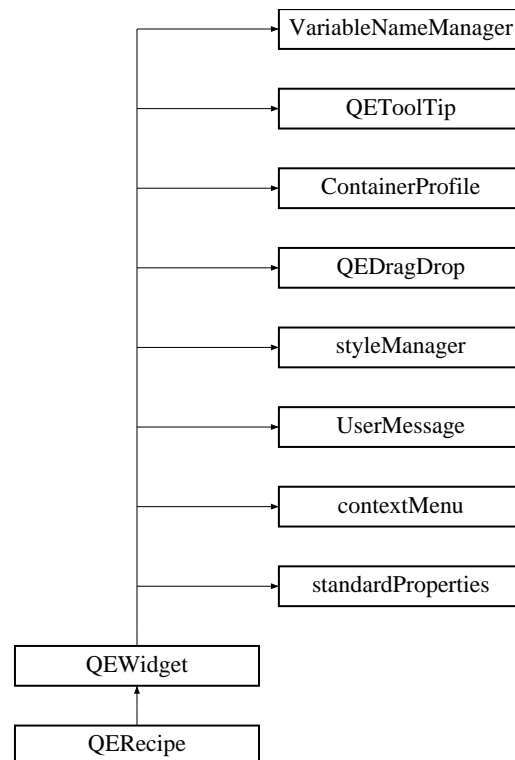 VariableNameManager
QEToolTip
ContainerProfile
QEDragDrop
styleManager
UserMessage
contextMenu
standardProperties
QEWidget
QERecipe